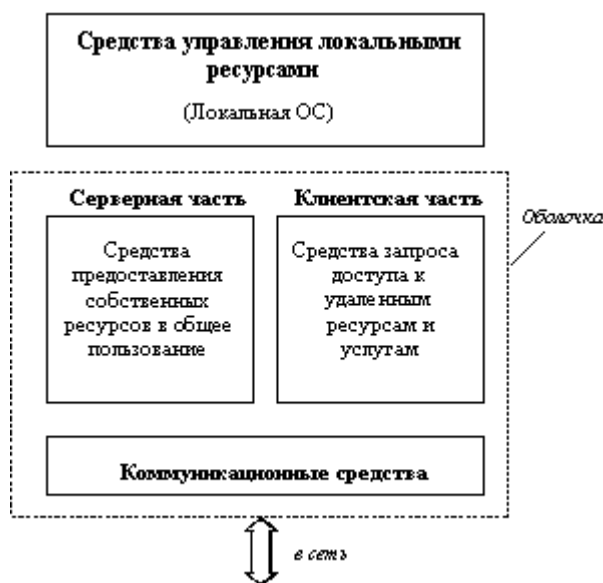 Средства управления локальными
ресурсами
(Локальная ОС)
Серверная часть
Клиентская часть
Оболочка
Средства
предоставления
собственных
ресурсов в общее
пользование
Средства запроса
доступа к
удаленным
ресурсам и
услугам
Коммуникационные средства
в сеть